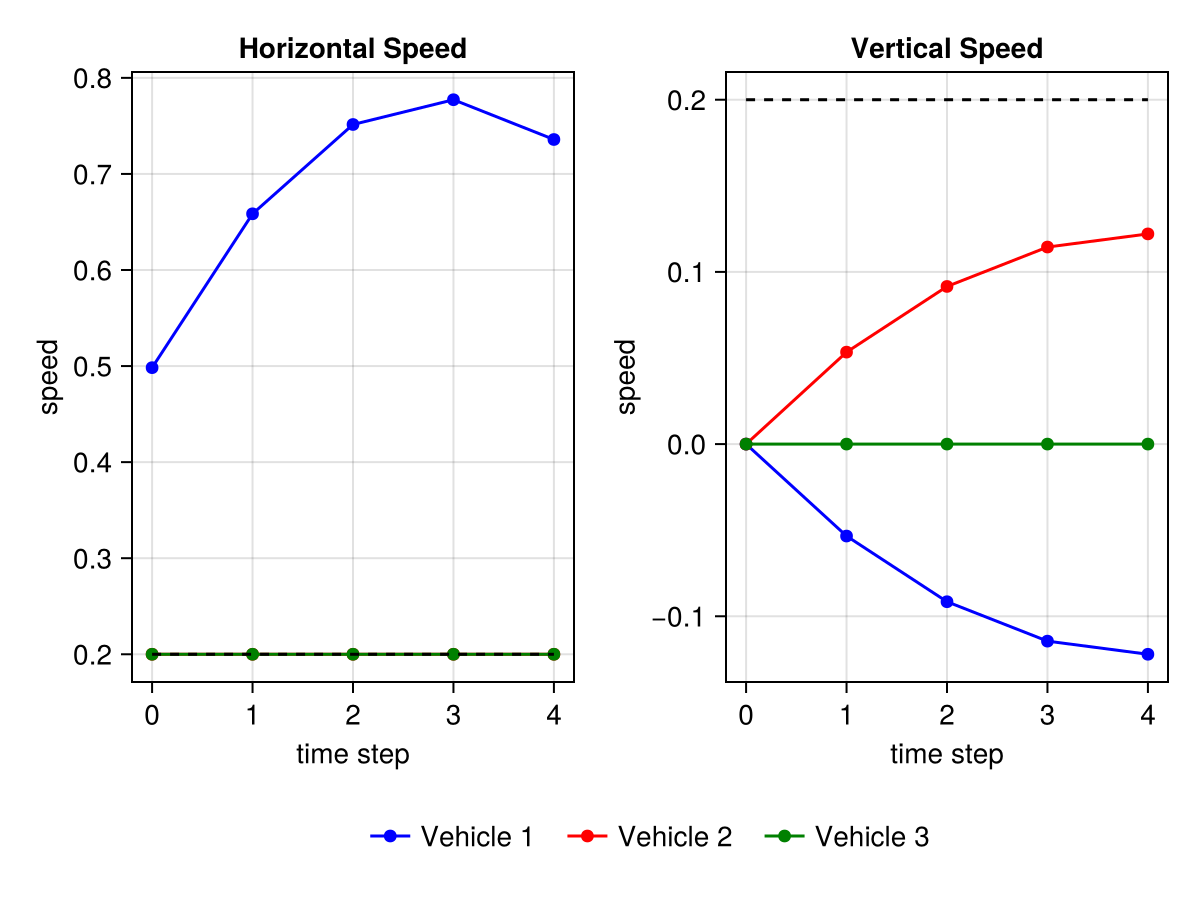 Horizontal Speed
Vertical Speed
0.8
0.7
0.6
0.5
0.4
0.3
0.2
speed
0 1 2 3 4
time step
0.2
0.1
0.0
−0.1
speed
0 1 2 3 4
time step
Vehicle 1 Vehicle 2 Vehicle 3